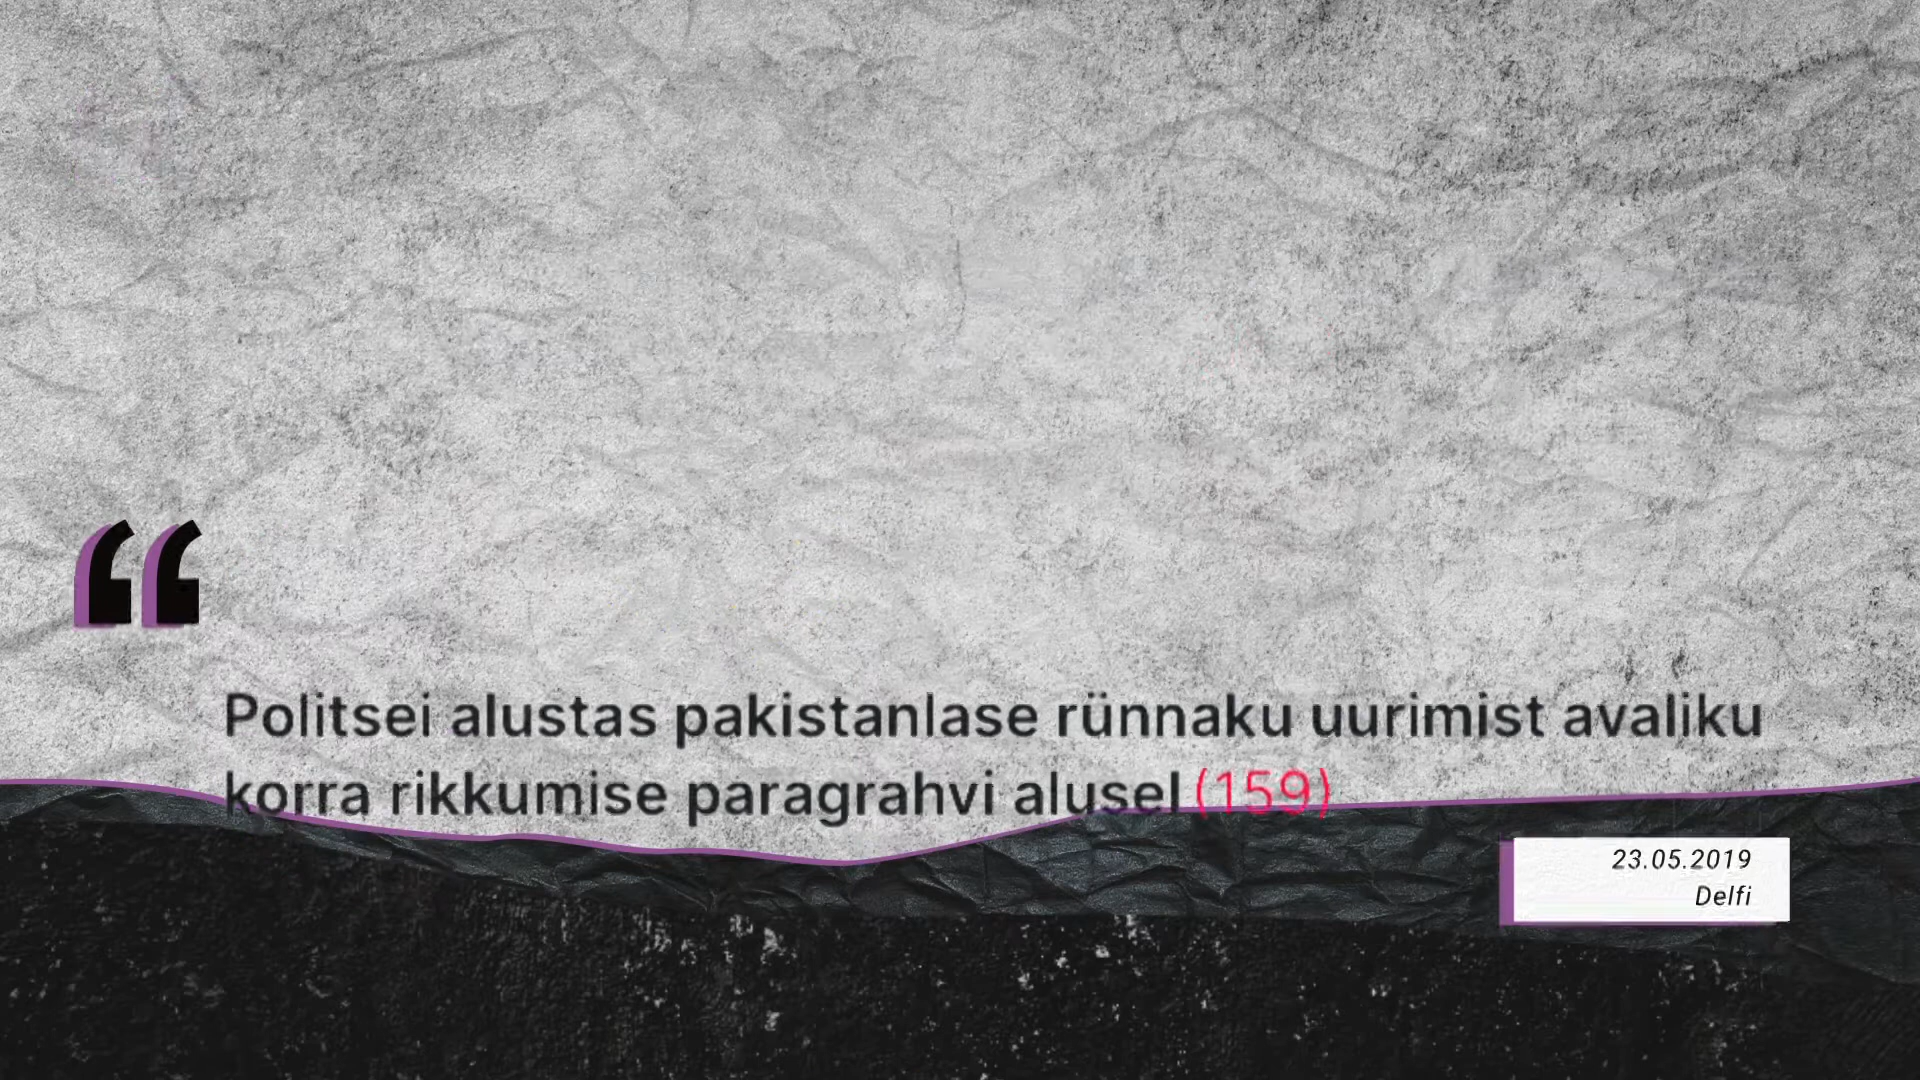 Politsei alustas pakistanlase rünnaku uurimist avaliku
korra rikkumise paragrahvi alusel (159)
23.05.2019
Delfi